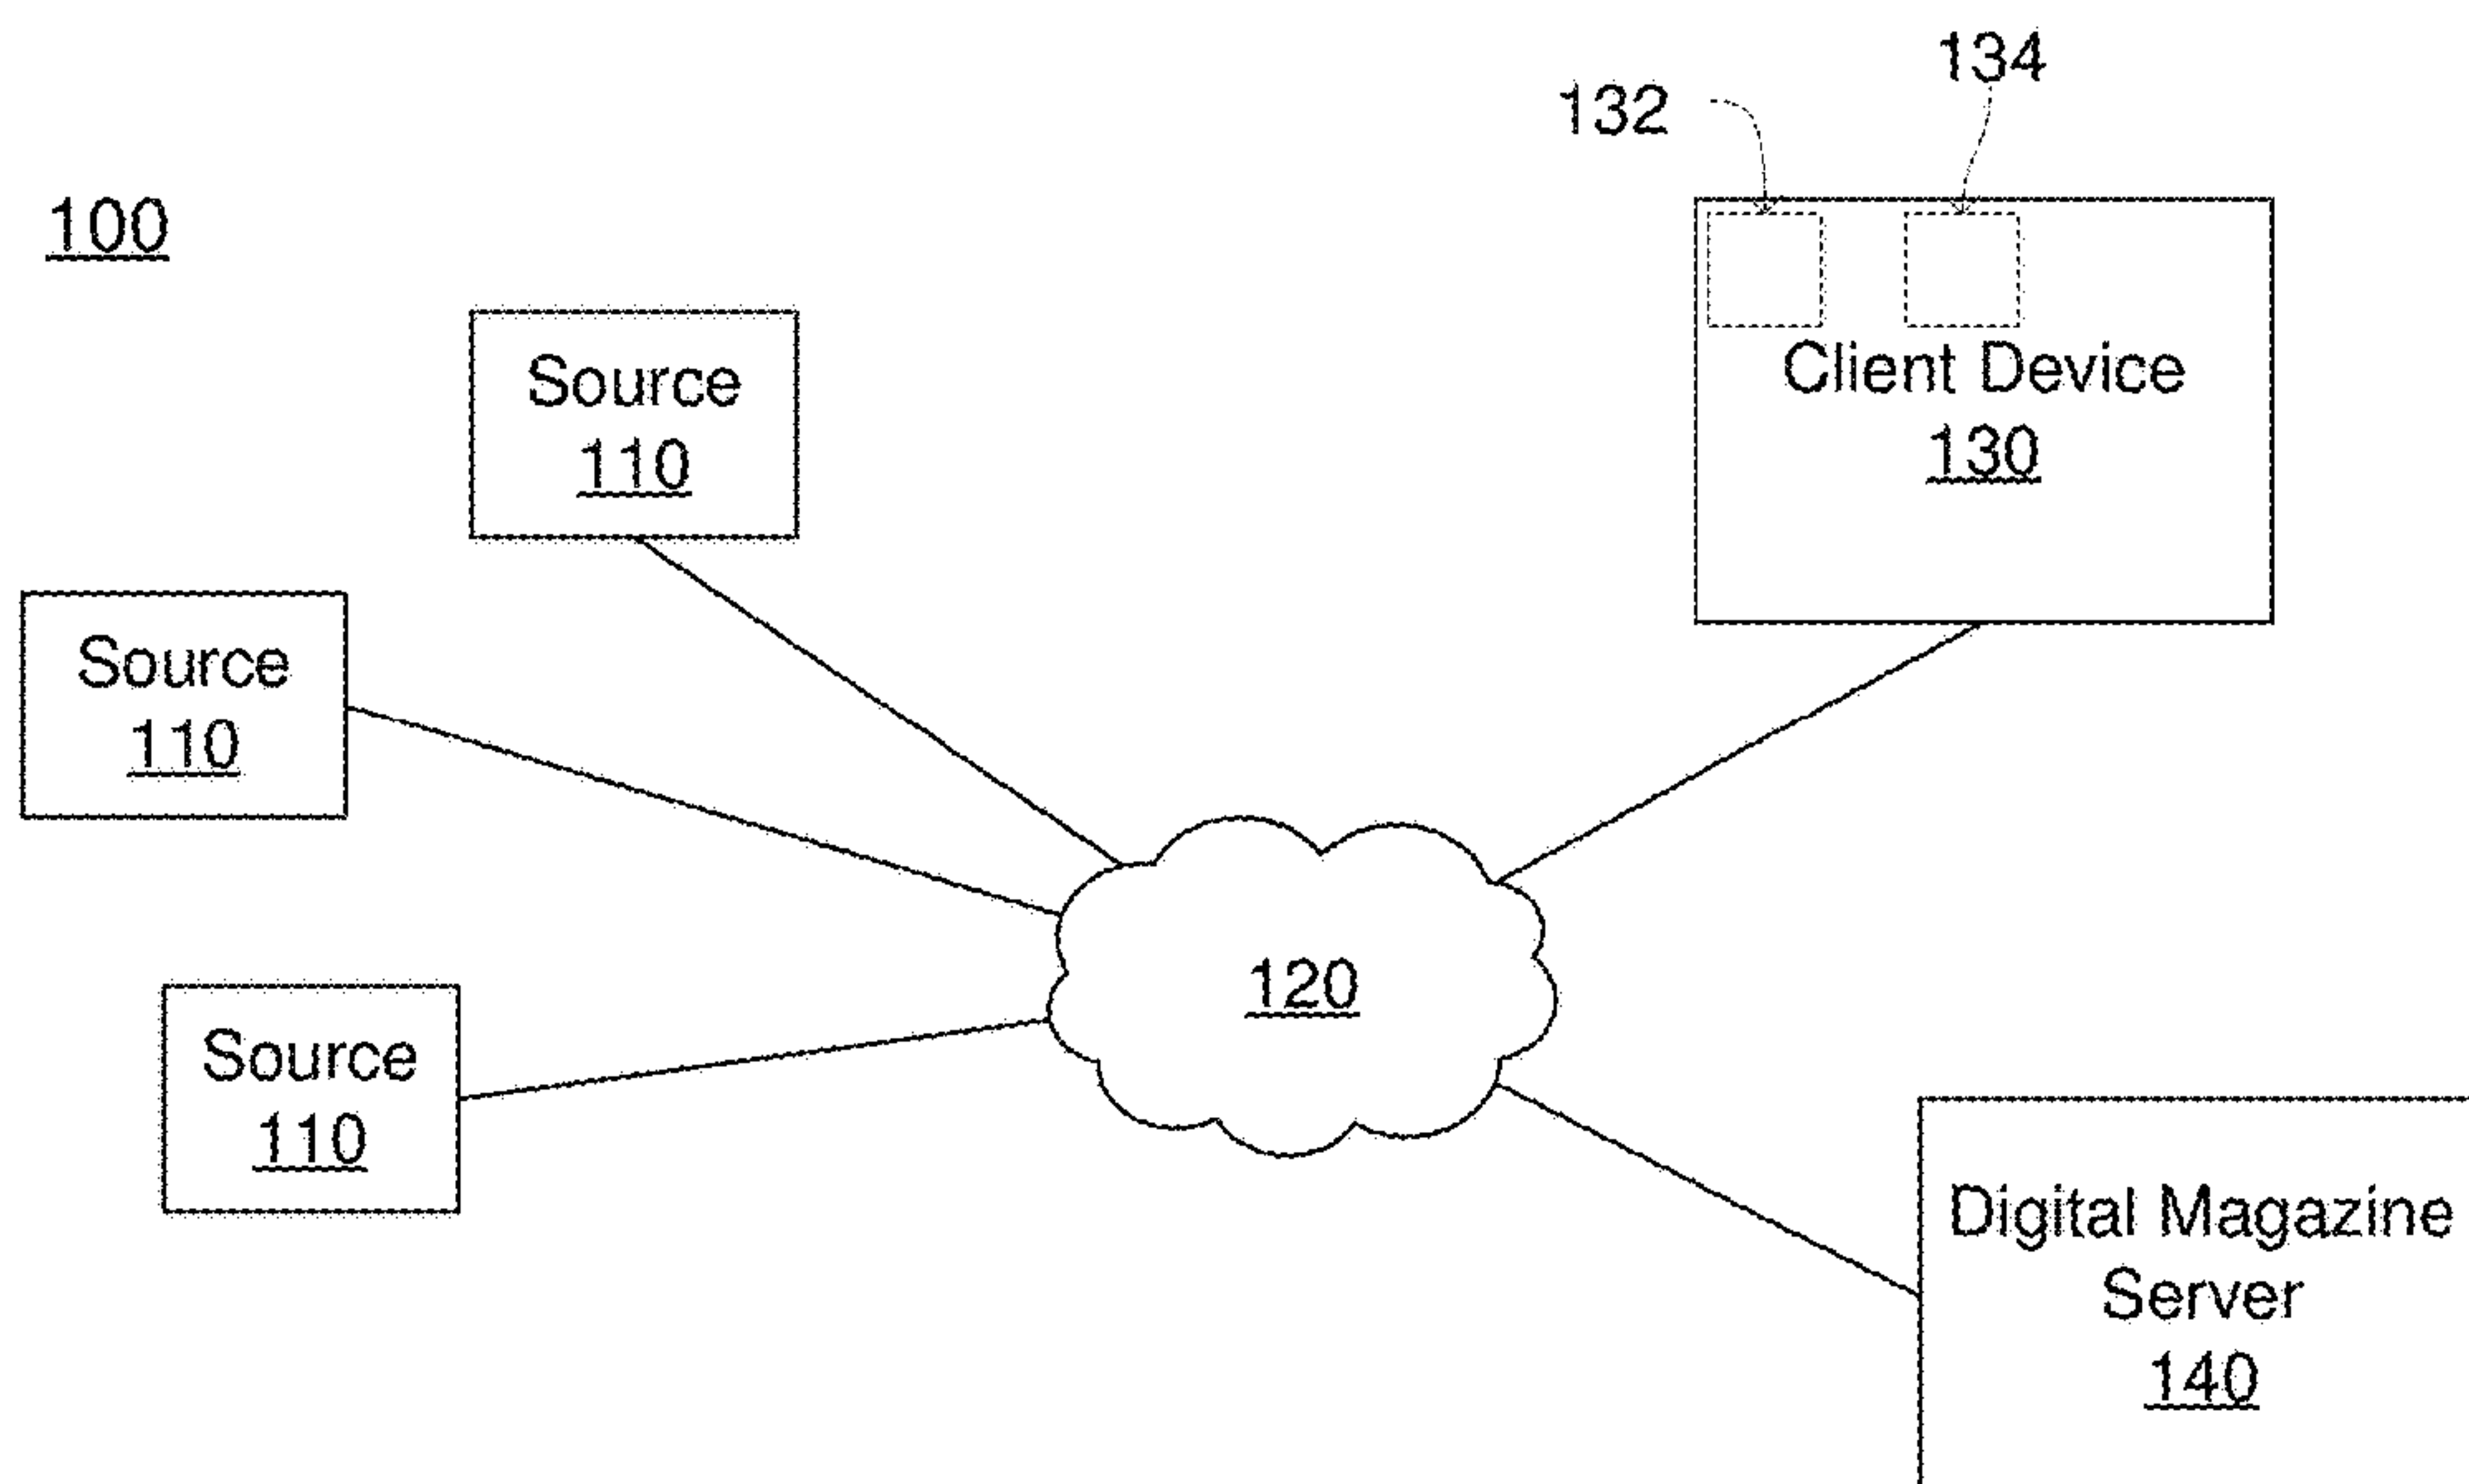 134
132
100
Source
110
Client Device
130
Source
110
120
Source
110
Digital Magazine
Server
140